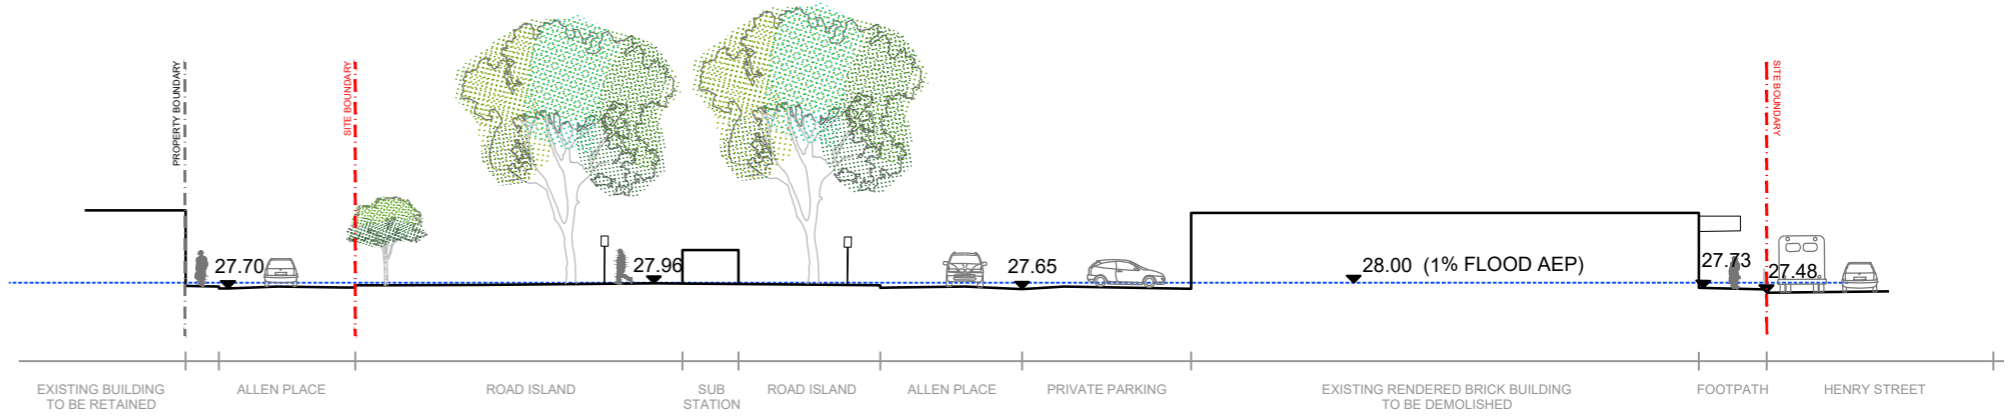 PROPERTY BOUNDARY
SITE BOUNDARY
SITE BOUNDARY
27.70
27.96
27.65
28.00 (1% FLOOD AEP)
27.73
27.48
EXISTING BUILDING
TO BE RETAINED
ALLEN PLACE
ROAD ISLAND
SUB
STATION
ROAD ISLAND
ALLEN PLACE
PRIVATE PARKING
EXISTING RENDERED BRICK BUILDING
TO BE DEMOLISHED
FOOTPATH
HENRY STREET